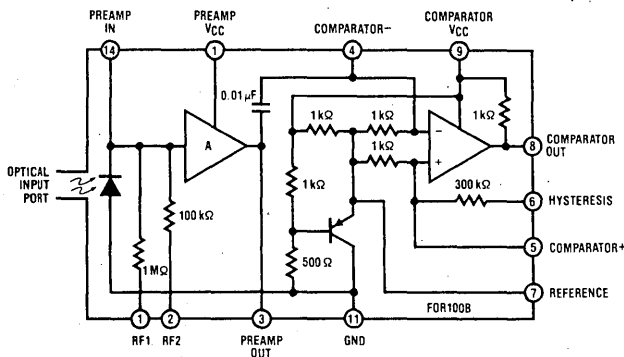 PREAMP
IN
PREAMP
VCC
COMPARATOR-
COMPARATOR
VCC
14
1
4
9
0.01 µF
1kΩ
1kΩ
1kΩ
1kΩ
A
-
+
8
COMPARATOR
OUT
OPTICAL
INPUT
PORT
1kΩ
300 kΩ
6
HYSTERESIS
100 kΩ
500 Ω
5
COMPARATOR+
1MΩ
7
REFERENCE
FOR100B
1
2
3
11
RF1
RF2
PREAMP
OUT
GND